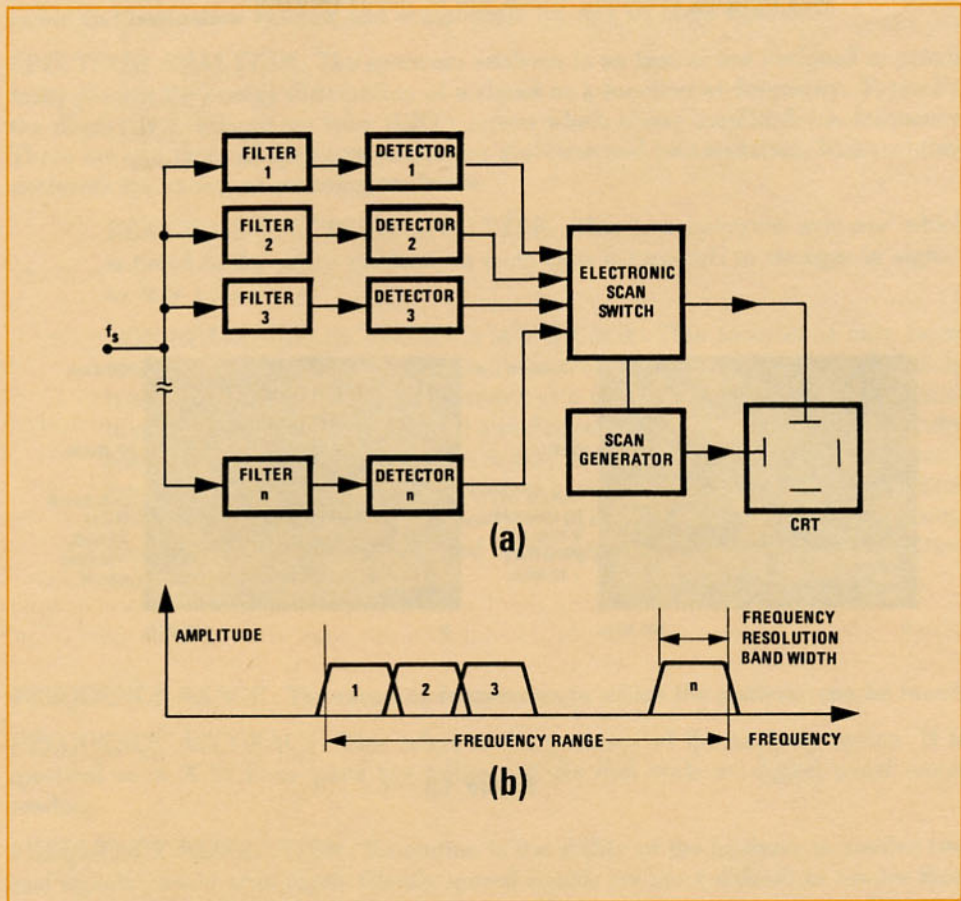 FILTER
1
DETECTOR
1
FILTER
2
DETECTOR
2
FILTER
3
DETECTOR
3
ELECTRONIC
SCAN
SWITCH
fs
FILTER
n
DETECTOR
n
SCAN
GENERATOR
CRT
(a)
AMPLITUDE
FREQUENCY
RESOLUTION
BAND WIDTH
1
2
3
n
FREQUENCY RANGE
FREQUENCY
(b)